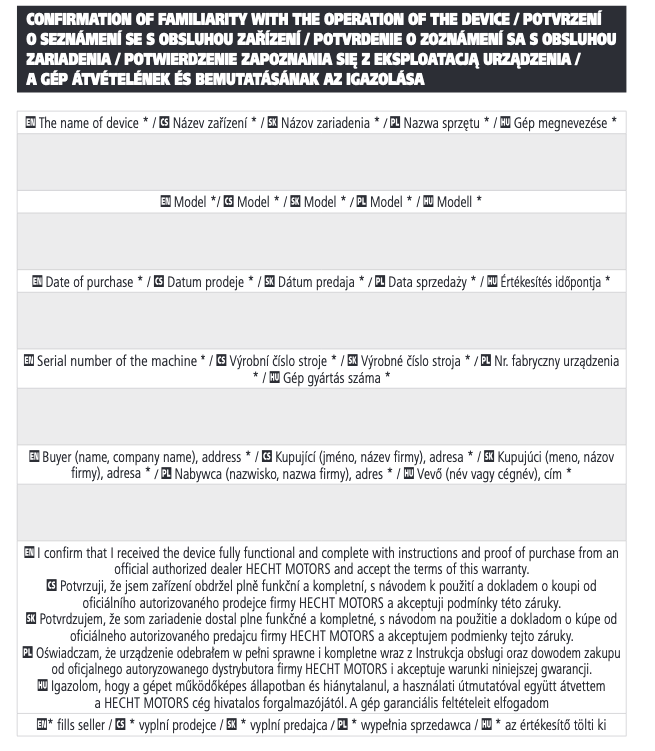 CONFIRMATION OF FAMILIARITY WITH THE OPERATION OF THE DEVICE / POTVRZENÍ
O SEZNÁMENÍ SE S OBSLUHOU ZAŘÍZENÍ / POTVRDENIE O ZOZNÁMENÍ SA S OBSLUHOU
ZARIADENIA / POTWIERDZENIE ZAPOZNANIA SIĘ Z EKSPLOATACJĄ URZĄDZENIA /
A GÉP ÁTVÉTELÉNEK ÉS BEMUTATÁSÁNAK AZ IGAZOLÁSA
EN The name of device * / CS Název zařízení * / SK Názov zariadenia * / PL Nazwa sprzętu * / HU Gép megnevezése *
EN Model */ CS Model * / SK Model * / PL Model * / HU Modell *
EN Date of purchase * / CS Datum prodeje * / SK Dátum predaja * / PL Data sprzedaży * / HU Értékesítés időpontja *
EN Serial number of the machine * / CS Výrobní číslo stroje * / SK Výrobné číslo stroja * / PL Nr. fabryczny urządzenia
* / HU Gép gyártás száma *
EN Buyer (name, company name), address * / CS Kupující (jméno, název firmy), adresa * / SK Kupujúci (meno, názov
firmy), adresa * / PL Nabywca (nazwisko, nazwa firmy), adres * / HU Vevő (név vagy cégnév), cím *
EN I confirm that I received the device fully functional and complete with instructions and proof of purchase from an
official authorized dealer HECHT MOTORS and accept the terms of this warranty.
CS Potvrzuji, že jsem zařízení obdržel plně funkční a kompletní, s návodem k použití a dokladem o koupi od
oficiálního autorizovaného prodejce firmy HECHT MOTORS a akceptuji podmínky této záruky.
SK Potvrdzujem, že som zariadenie dostal plne funkčné a kompletné, s návodom na použitie a dokladom o kúpe od
oficiálneho autorizovaného predajcu firmy HECHT MOTORS a akceptujem podmienky tejto záruky.
PL Oświadczam, że urządzenie odebrałem w pełni sprawne i kompletne wraz z Instrukcja obsługi oraz dowodem zakupu
od oficjalnego autoryzowanego dystrybutora firmy HECHT MOTORS i akceptuje warunki niniejszej gwarancji.
HU Igazolom, hogy a gépet működőképes állapotban és hiánytalanul, a használati útmutatóval együtt átvettem
a HECHT MOTORS cég hivatalos forgalmazójától. A gép garanciális feltételeit elfogadom
EN* fills seller / CS * vyplní prodejce / SK * vyplní predajca / PL * wypełnia sprzedawca / HU * az értékesítő tölti ki